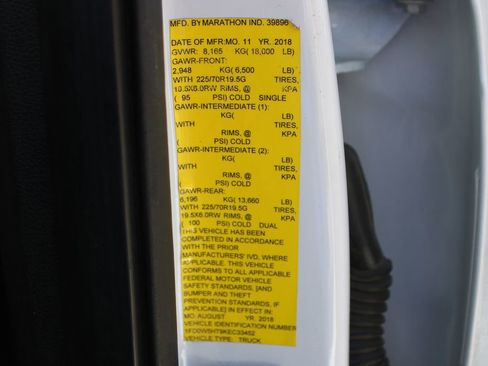 MFD. BY MARATHON IND. 39896
DATE OF MFR: MO. 11 YR. 2018
GVWR: 8,165 KG( 18,000 LB)
GAWR-FRONT:
2,948 KG( 6,500 LB)
WITH 225/70R19.5G TIRES,
19.5X6.0RW RIMS, @ KPA
( 95 PSI) COLD SINGLE
GAWR-INTERMEDIATE (1):
KG( LB)
WITH TIRES,
RIMS, @ KPA
( PSI) COLD
GAWR-INTERMEDIATE (2):
KG( LB)
WITH TIRES,
RIMS, @ KPA
( PSI) COLD
GAWR-REAR:
6,196 KG( 13,660 LB)
WITH 225/70R19.5G TIRES,
19.5X6.0RW RIMS, @ KPA
( 100 PSI) COLD DUAL
THIS VEHICLE HAS BEEN
COMPLETED IN ACCORDANCE
WITH THE PRIOR
MANUFACTURERS' IVD, WHERE
APPLICABLE. THIS VEHICLE
CONFORMS TO ALL APPLICABLE
FEDERAL MOTOR VEHICLE
SAFETY STANDARDS, [AND
BUMPER AND THEFT
PREVENTION STANDARDS, IF
APPLICABLE] IN EFFECT IN:
MO. AUGUST YR. 2018
VEHICLE IDENTIFICATION NUMBER
VEHICLE TYPE: TRUCK